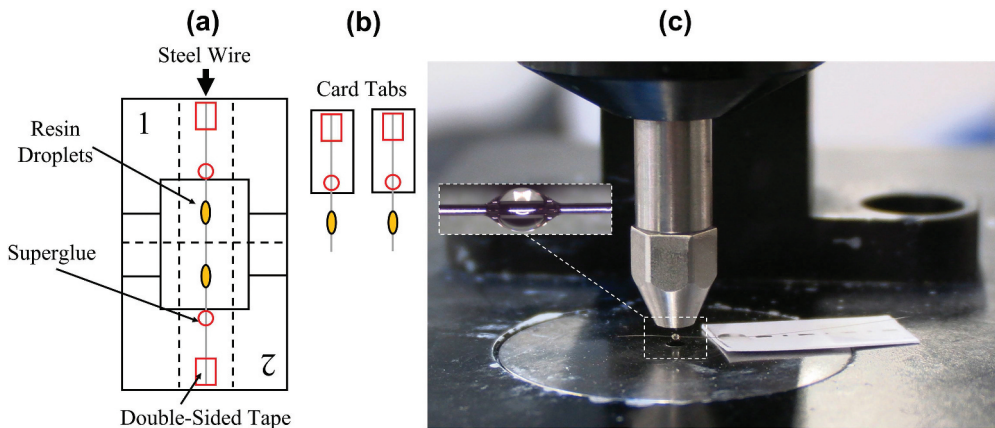 (a)
(b)
(c)
Steel Wire
Card Tabs
1
Resin
Droplets
Superglue
2
Double-Sided Tape